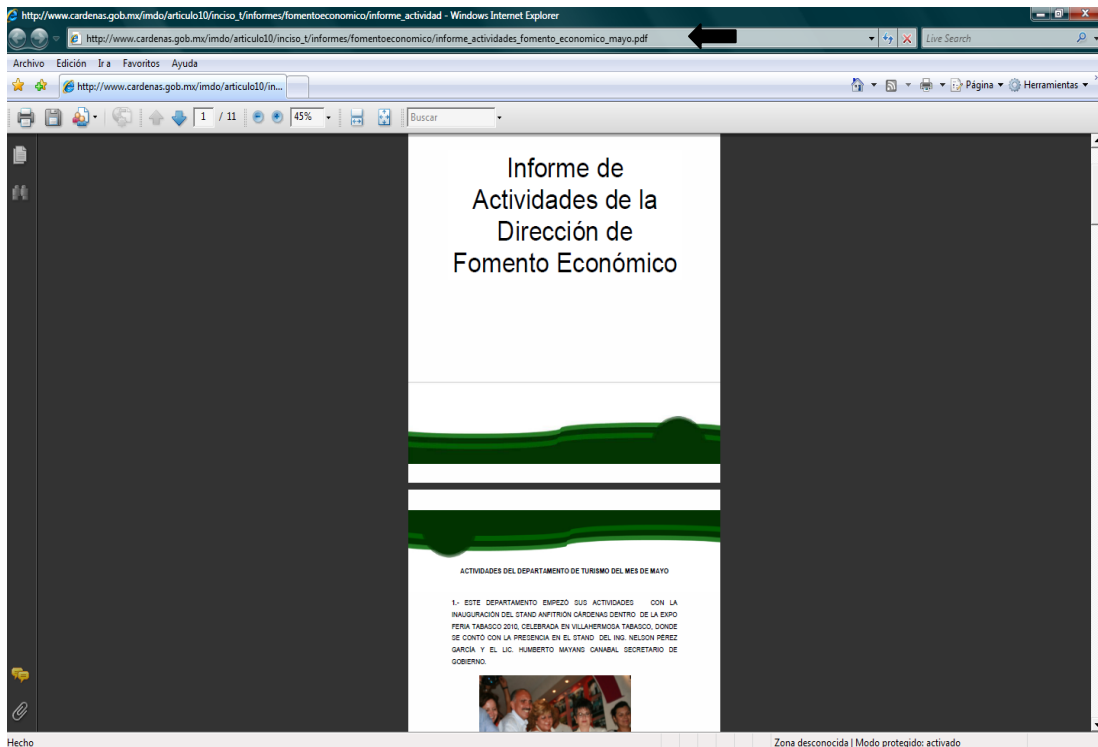 http://www.cardenas.gob.mx/imdo/articulo10/inciso_t/informes/fomentoeconomico/informe_actividad - Windows Internet Explorer
http://www.cardenas.gob.mx/imdo/articulo10/inciso_t/informes/fomentoeconomico/informe_actividades_fomento_economico_mayo.pdf
Live Search
Archivo Edición Ir a Favoritos Ayuda
http://www.cardenas.gob.mx/imdo/articulo10/in...
Página Herramientas
1 / 11 45% Buscar
Informe de
Actividades de la
Dirección de
Fomento Económico
ACTIVIDADES DEL DEPARTAMENTO DE TURISMO DEL MES DE MAYO
1.- ESTE DEPARTAMENTO EMPEZÓ SUS ACTIVIDADES CON LA
INAUGURACIÓN DEL STAND ANFITRIÓN CÁRDENAS DENTRO DE LA EXPO
FERIA TABASCO 2010, CELEBRADA EN VILLAHERMOSA TABASCO, DONDE
SE CONTÓ CON LA PRESENCIA EN EL STAND DEL ING. NELSON PÉREZ
GARCÍA Y EL LIC. HUMBERTO MAYANS CANABAL SECRETARIO DE
GOBIERNO.
Hecho
Zona desconocida | Modo protegido: activado